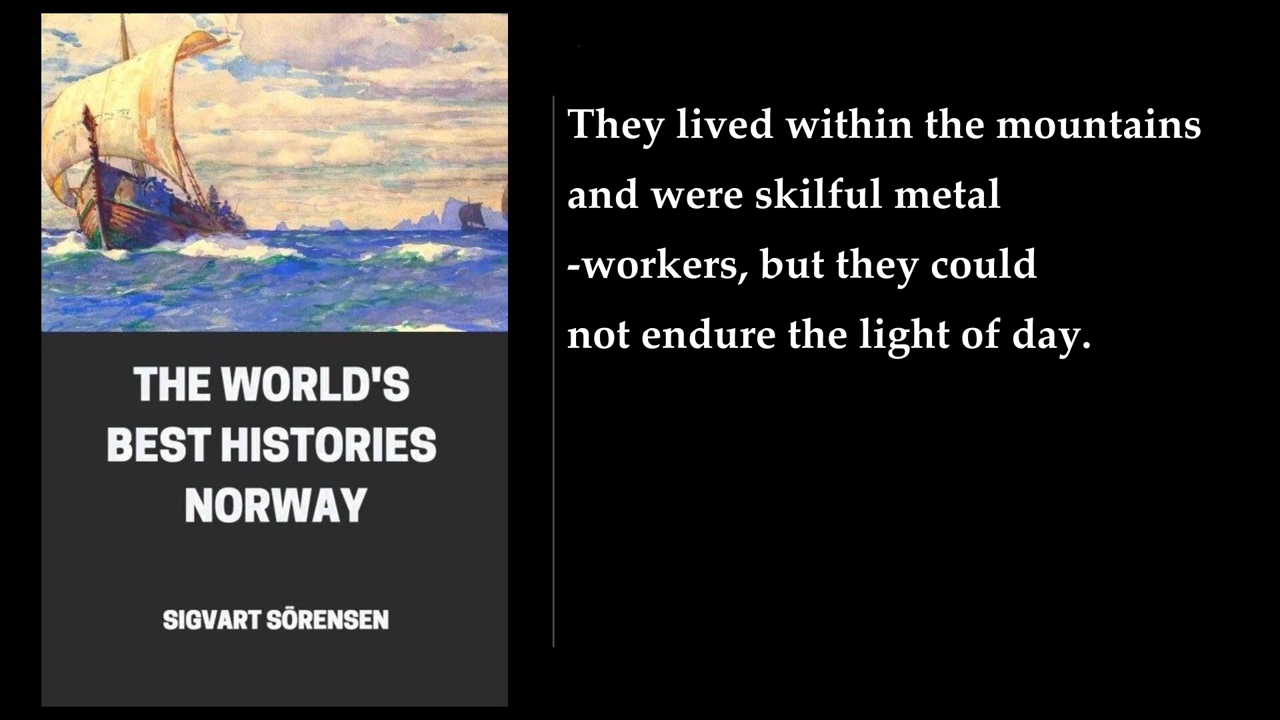 THE WORLD'S
BEST HISTORIES
NORWAY
SIGVART SÖRENSEN
They lived within the mountains
and were skilful metal
-workers, but they could
not endure the light of day.